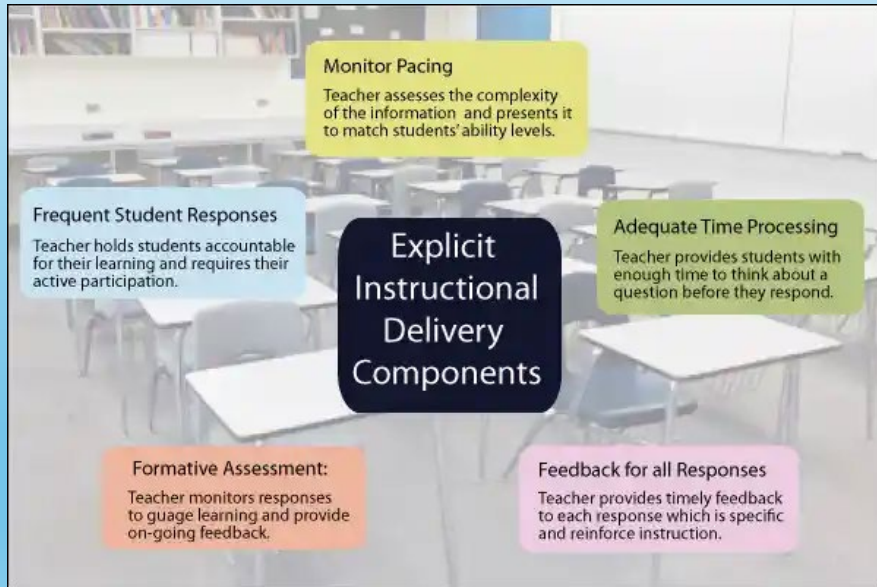 Monitor Pacing
Teacher assesses the complexity
of the information and presents it
to match students' ability levels.
Frequent Student Responses
Teacher holds students accountable
for their learning and requires their
active participation.
Explicit
Instructional
Delivery
Components
Adequate Time Processing
Teacher provides students with
enough time to think about a
question before they respond.
Formative Assessment:
Teacher monitors responses
to guage learning and provide
on-going feedback.
Feedback for all Responses
Teacher provides timely feedback
to each response which is specific
and reinforce instruction.